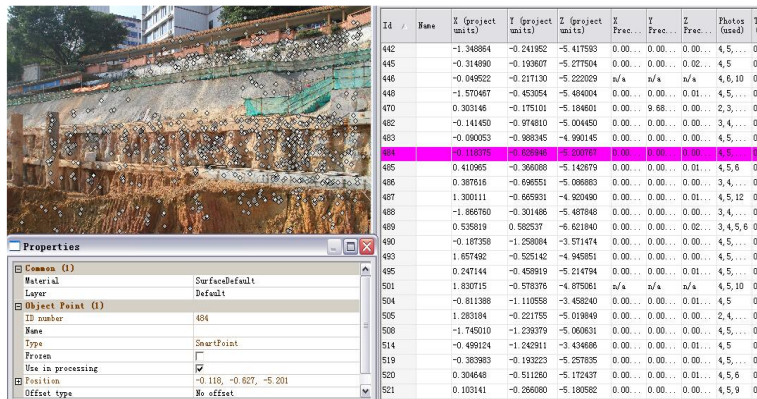 Id Name X (project units) Y (project units) Z (project units) X Prec... Y Prec... Z Prec... Photos (used)
442 -1.348864 -0.241952 -5.417593 0.00... 0.00... 0.00... 4,5,...
445 -0.314890 -0.193607 -5.277504 0.00... 0.00... 0.02... 4,5
446 -0.049522 -0.217130 -5.222029 n/a n/a n/a 4,6,10
448 -1.570467 -0.453054 -5.484004 0.00... 0.00... 0.01... 4,5,...
470 0.303146 -0.175101 -5.184601 0.00... 9.68... 0.00... 2,3,...
482 -0.141450 -0.974810 -5.004450 0.00... 0.00... 0.00... 3,4,...
483 -0.090053 -0.988345 -4.990145 0.00... 0.00... 0.00... 4,5,...
484 -0.118375 -0.626946 -5.200767 0.00... 0.00... 0.00... 4,5,
485 0.410965 -0.366088 -5.142679 0.00... 0.00... 0.01... 4,5,6
486 0.387616 -0.696551 -5.086883 0.00... 0.00... 0.00... 3,4,...
487 1.300111 -0.665931 -4.920490 0.00... 0.00... 0.01... 4,5,12
488 -1.866760 -0.301486 -5.487848 0.00... 0.00... 0.00... 3,4,...
489 0.535819 0.582537 -6.621840 0.00... 0.00... 0.02... 3,4,5,6
490 -0.187358 -1.258084 -3.571474 0.00... 0.00... 0.00... 4,5,...
493 1.657492 -0.525142 -4.945851 0.00... 0.00... 0.00... 4,5,...
495 0.247144 -0.458919 -5.214794 0.00... 0.00... 0.01... 4,5,...
501 1.830715 -0.578376 -4.875061 n/a n/a n/a 4,5,10
504 -0.811388 -1.110558 -3.458240 0.00... 0.00... 0.01... 4,5
505 1.283184 -0.221755 -5.019849 0.00... 0.00... 0.00... 2,4,...
508 -1.745010 -1.239379 -5.060631 0.00... 0.00... 0.00... 4,5,...
514 -0.499124 -1.242911 -3.434686 0.00... 0.00... 0.01... 4,5
519 -0.383983 -0.193223 -5.257835 0.00... 0.00... 0.00... 4,5,...
520 0.304648 -0.511260 -5.172437 0.00... 0.00... 0.01... 4,5,6
521 0.103141 -0.266080 -5.180582 0.00... 0.00... 0.00... 4,5,9
Properties
Common (1)
Material SurfaceDefault
Layer Default
Object Point (1)
ID number 484
Name
Type SmartPoint
Frozen
Use in processing
Position -0.118, -0.627, -5.201
Offset type No offset